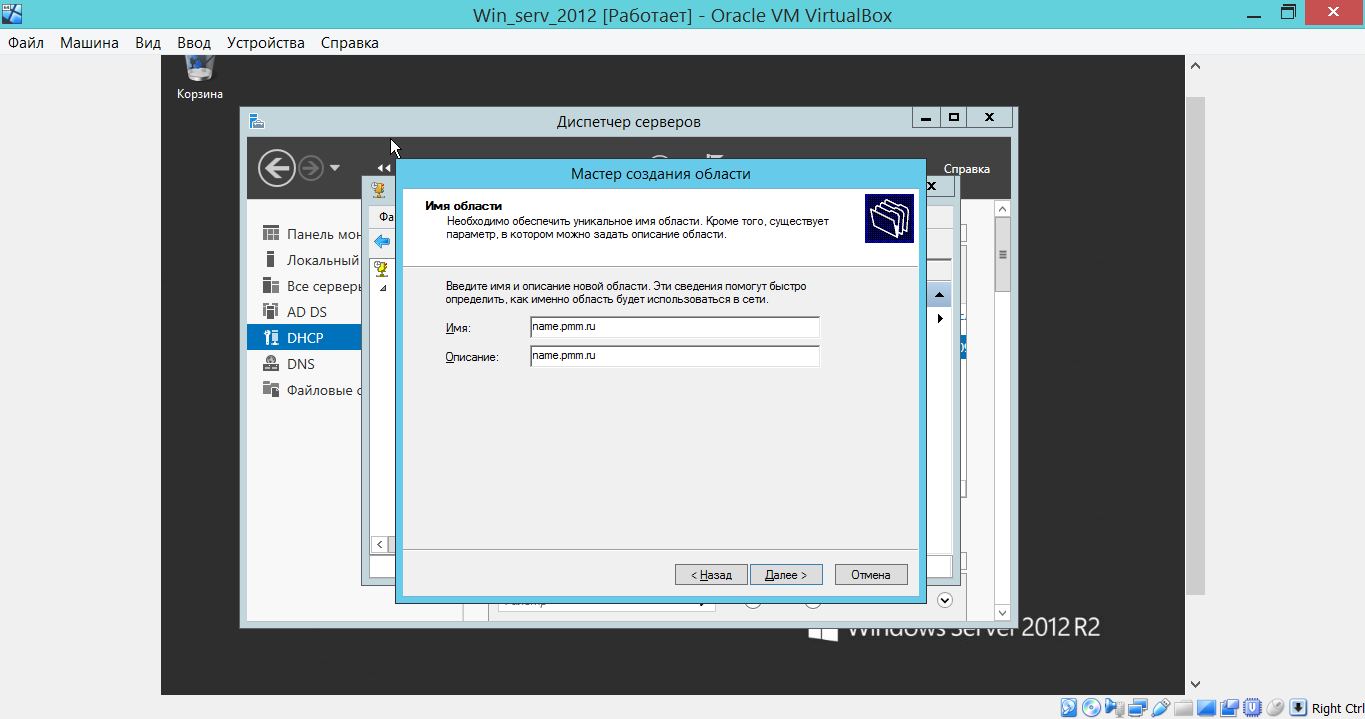 Win_serv_2012 [Работает] - Oracle VM VirtualBox
Файл Машина Вид Ввод Устройства Справка
Корзина
Диспетчер серверов
Справка
Мастер создания области
Фа
Имя области
Необходимо обеспечить уникальное имя области. Кроме того, существует
параметр, в котором можно задать описание области.
Панель мон
Локальный
Все серверы
AD DS
DHCP
DNS
Файловые с
Введите имя и описание новой области. Эти сведения помогут быстро
определить, как именно область будет использоваться в сети.
Имя: name.pmm.ru
Описание: name.pmm.ru
< Назад Далее > Отмена
Windows Server 2012 R2
Right Ctrl